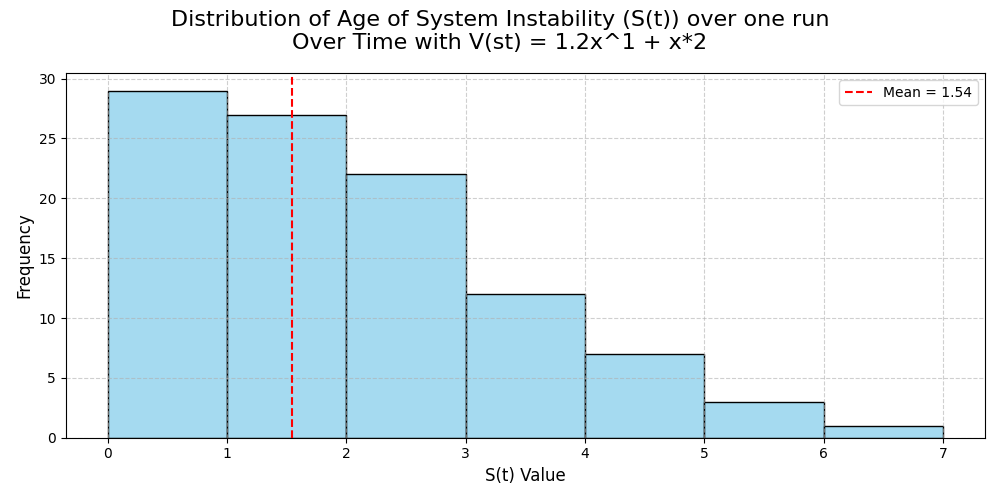 Distribution of Age of System Instability (S(t)) over one run
Over Time with V(st) = 1.2x^1 + x*2
Mean = 1.54
Frequency
30
25
20
15
10
5
0
0 1 2 3 4 5 6 7
S(t) Value